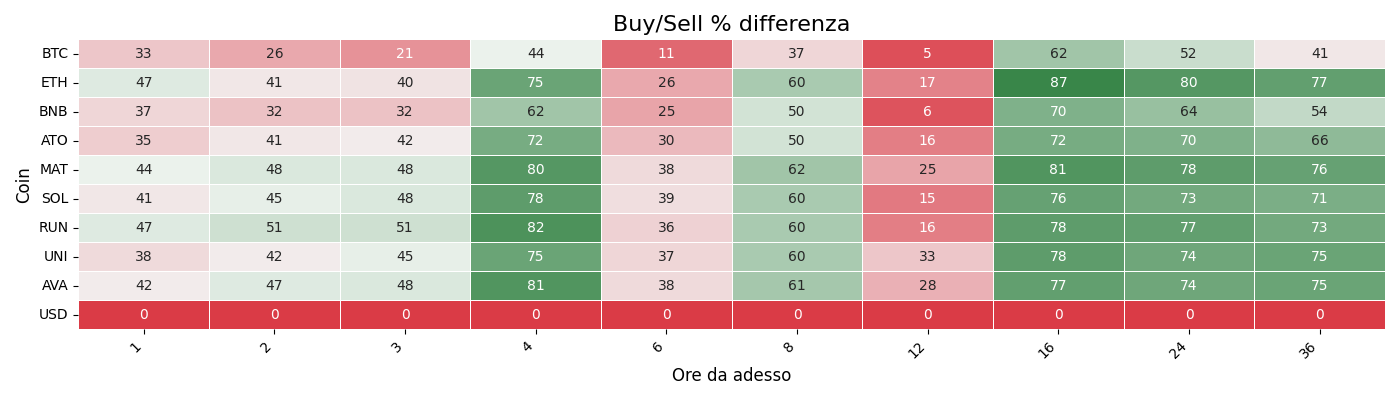 Buy/Sell % differenza
Coin
BTC 33 26 21 44 11 37 5 62 52 41
ETH 47 41 40 75 26 60 17 87 80 77
BNB 37 32 32 62 25 50 6 70 64 54
ATO 35 41 42 72 30 50 16 72 70 66
MAT 44 48 48 80 38 62 25 81 78 76
SOL 41 45 48 78 39 60 15 76 73 71
RUN 47 51 51 82 36 60 16 78 77 73
UNI 38 42 45 75 37 60 33 78 74 75
AVA 42 47 48 81 38 61 28 77 74 75
USD 0 0 0 0 0 0 0 0 0 0
1 2 3 4 6 8 12 16 24 36
Ore da adesso